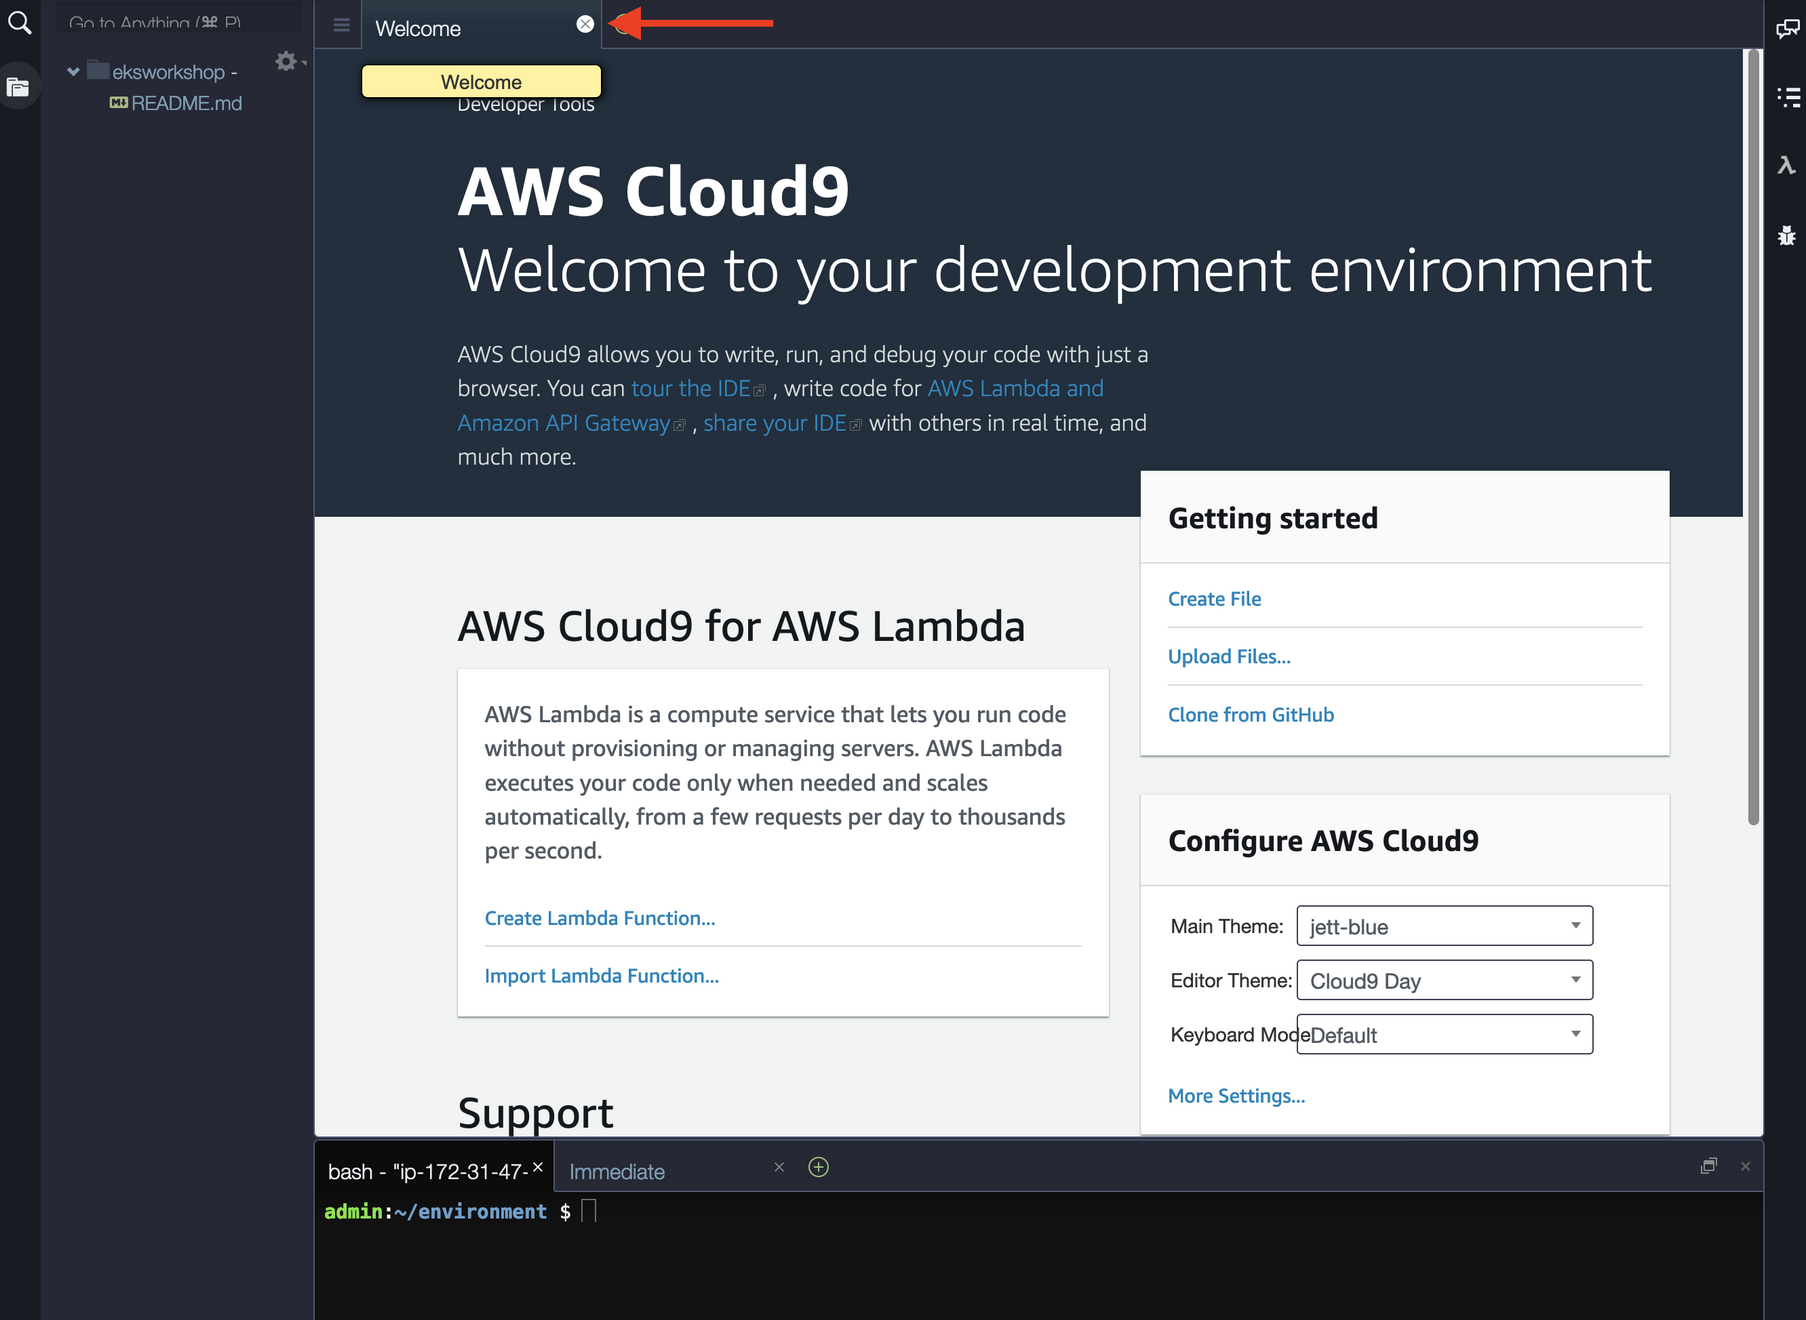 Go to Anything (⌘ P)
Welcome
eksworkshop -
README.md
Welcome
Developer Tools
AWS Cloud9
Welcome to your development environment
AWS Cloud9 allows you to write, run, and debug your code with just a
browser. You can tour the IDE , write code for AWS Lambda and
Amazon API Gateway , share your IDE with others in real time, and
much more.
Getting started
Create File
Upload Files...
Clone from GitHub
AWS Cloud9 for AWS Lambda
AWS Lambda is a compute service that lets you run code
without provisioning or managing servers. AWS Lambda
executes your code only when needed and scales
automatically, from a few requests per day to thousands
per second.
Create Lambda Function...
Import Lambda Function...
Configure AWS Cloud9
Main Theme: jett-blue
Editor Theme: Cloud9 Day
Keyboard Mode Default
More Settings...
Support
bash - "ip-172-31-47- Immediate
admin:~/environment $